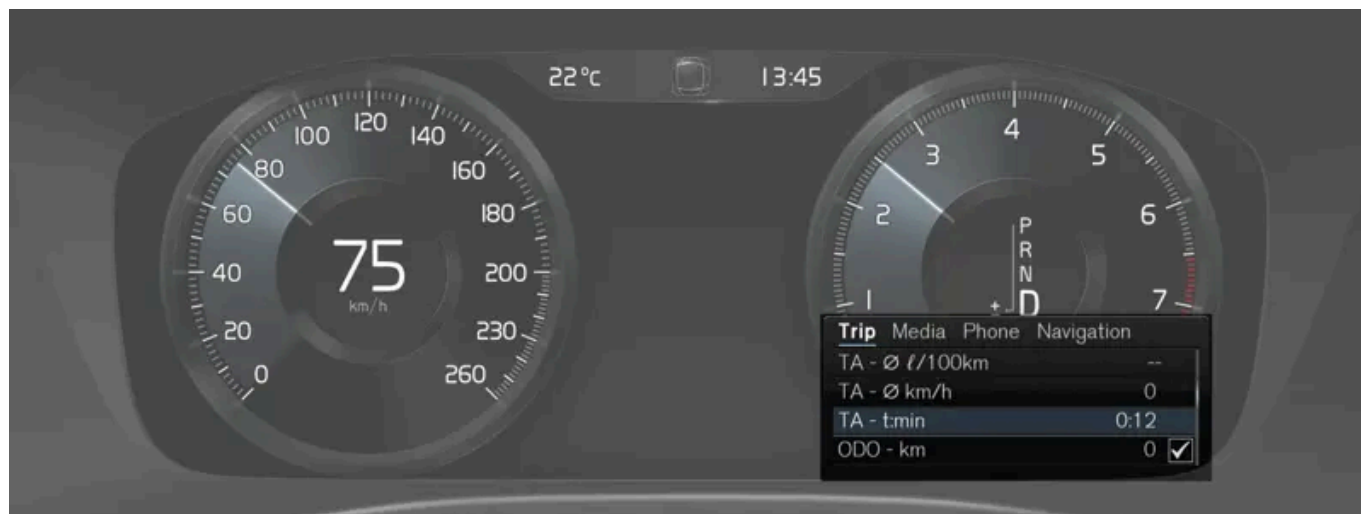 22°c 13:45
0
20
40
60
80
100
120
140
160
180
200
230
260
75
km/h
1
2
3
4
5
6
7
P
R
N
± D
Trip Media Phone Navigation
TA - Ø ℓ/100km --
TA - Ø km/h 0
TA - t:min 0:12
ODO - km 0